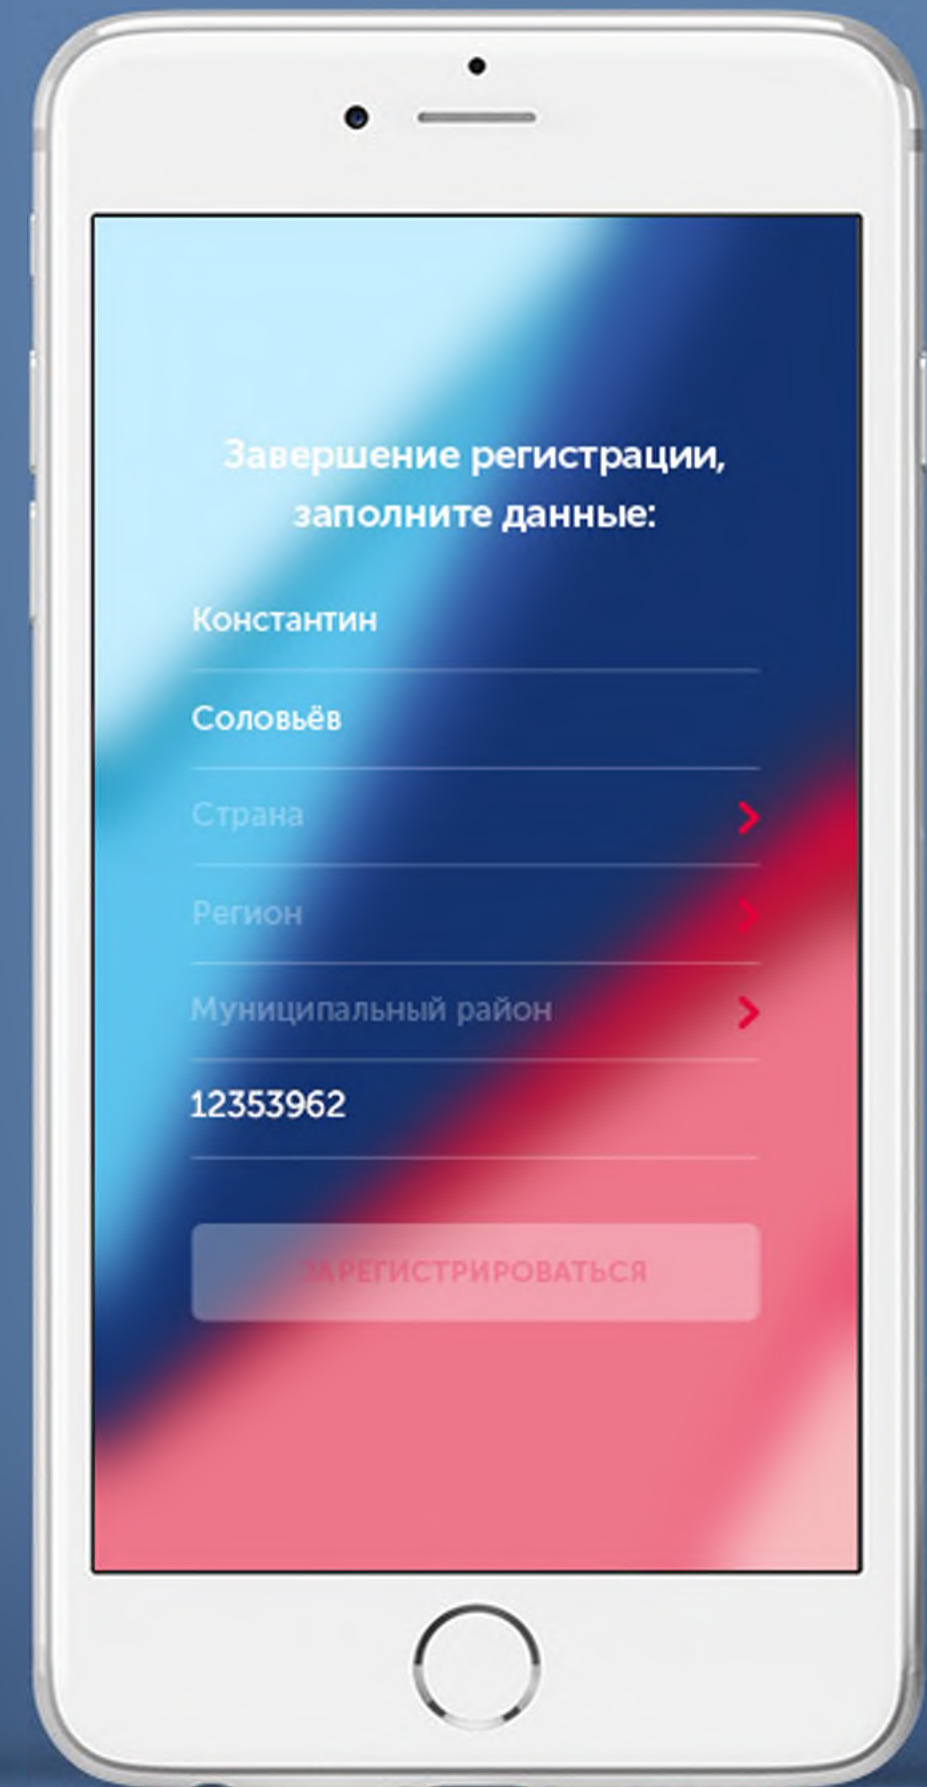 Завершение регистрации,
заполните данные:
Константин
Соловьёв
Страна
Регион
Муниципальный район
12353962
ЗАРЕГИСТРИРОВАТЬСЯ